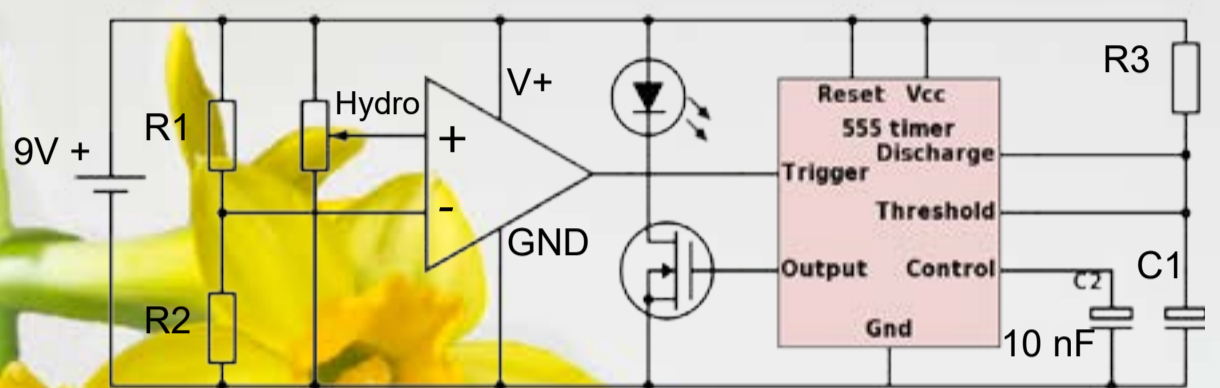 R3
V+
Reset Vcc
Hydro
R1
+
555 timer
9V +
Discharge
Trigger
Threshold
-
GND
Output Control
C1
C2
R2
Gnd
10 nF